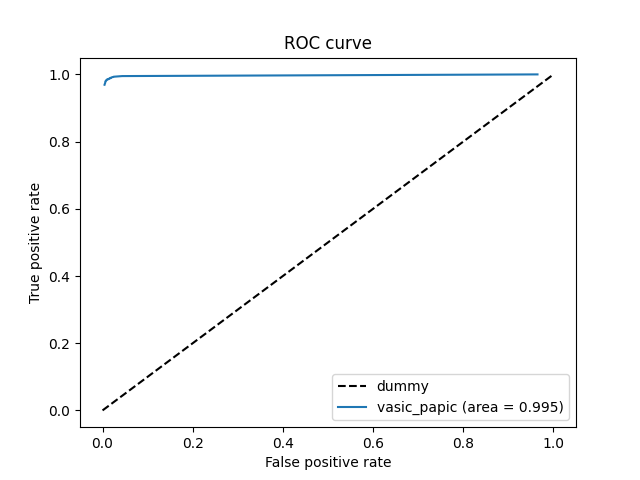 ROC curve
True positive rate
1.0
0.8
0.6
0.4
0.2
0.0
dummy
vasic_papic (area = 0.995)
0.0 0.2 0.4 0.6 0.8 1.0
False positive rate